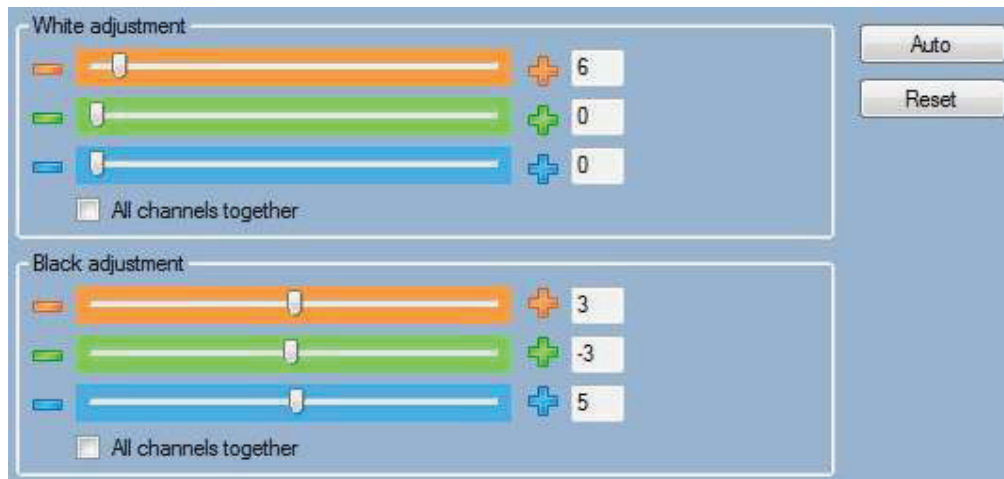 White adjustment
Auto
6
Reset
0
0
All channels together
Black adjustment
3
-3
5
All channels together